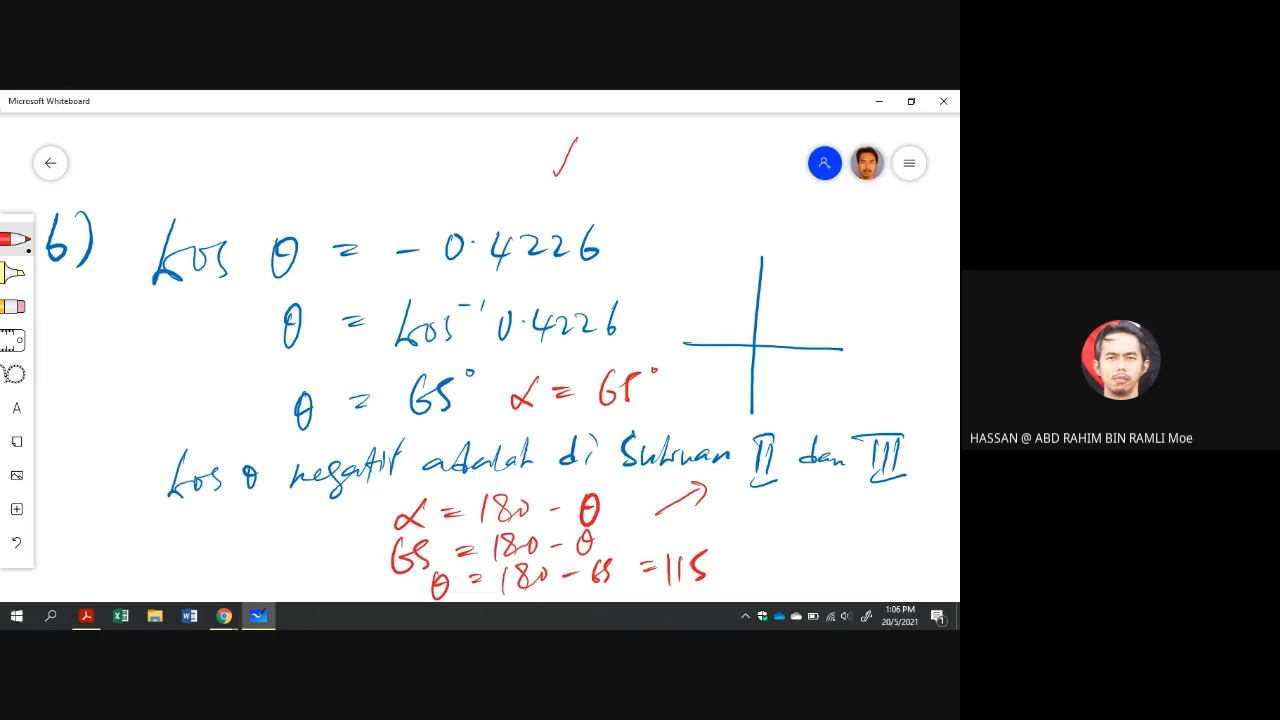 Microsoft Whiteboard
b) kos θ = - 0.4226
θ = kos⁻¹ 0.4226
θ = 65° α = 65°
kos θ negatif adalah di Sukuan II dan III
α = 180 - θ
65 = 180 - θ
θ = 180 - 65 = 115
A
HASSAN @ ABD RAHIM BIN RAMLI Moe
1:06 PM
20/5/2021
1